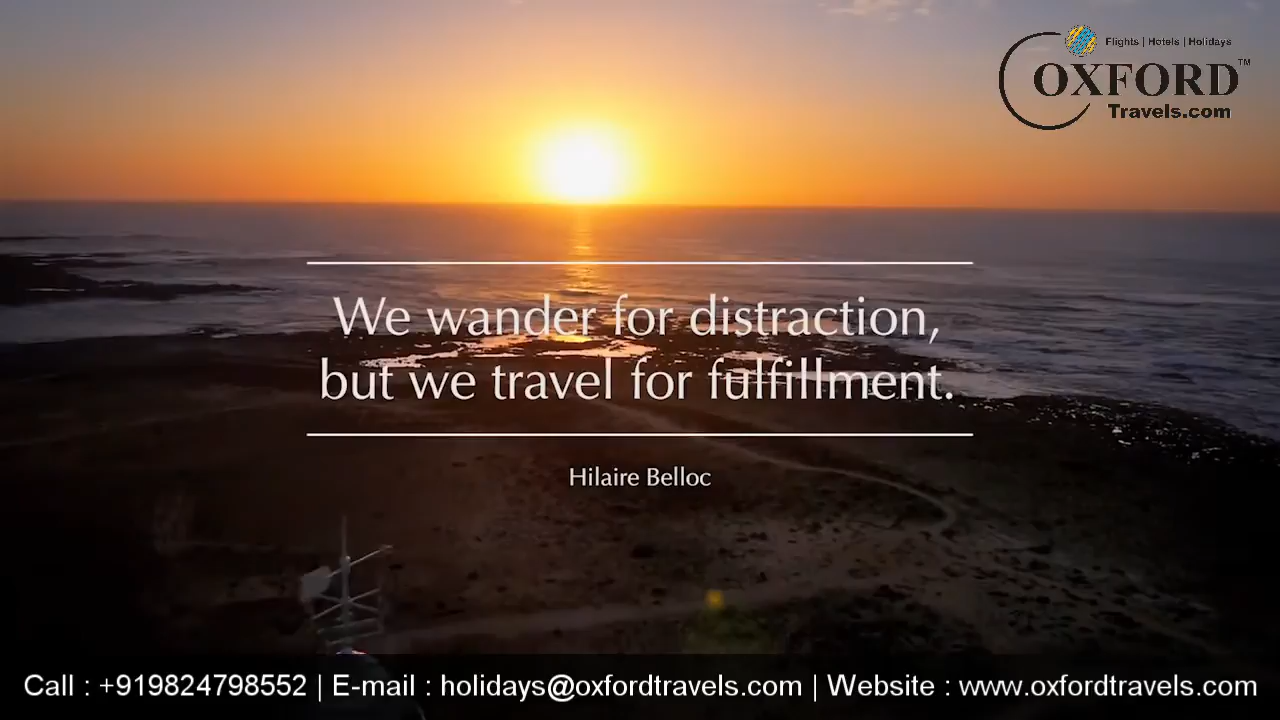 Flights | Hotels | Holidays
OXFORD™
Travels.com
We wander for distraction,
but we travel for fulfillment.
Hilaire Belloc
Call : +919824798552 | E-mail : holidays@oxfordtravels.com | Website : www.oxfordtravels.com